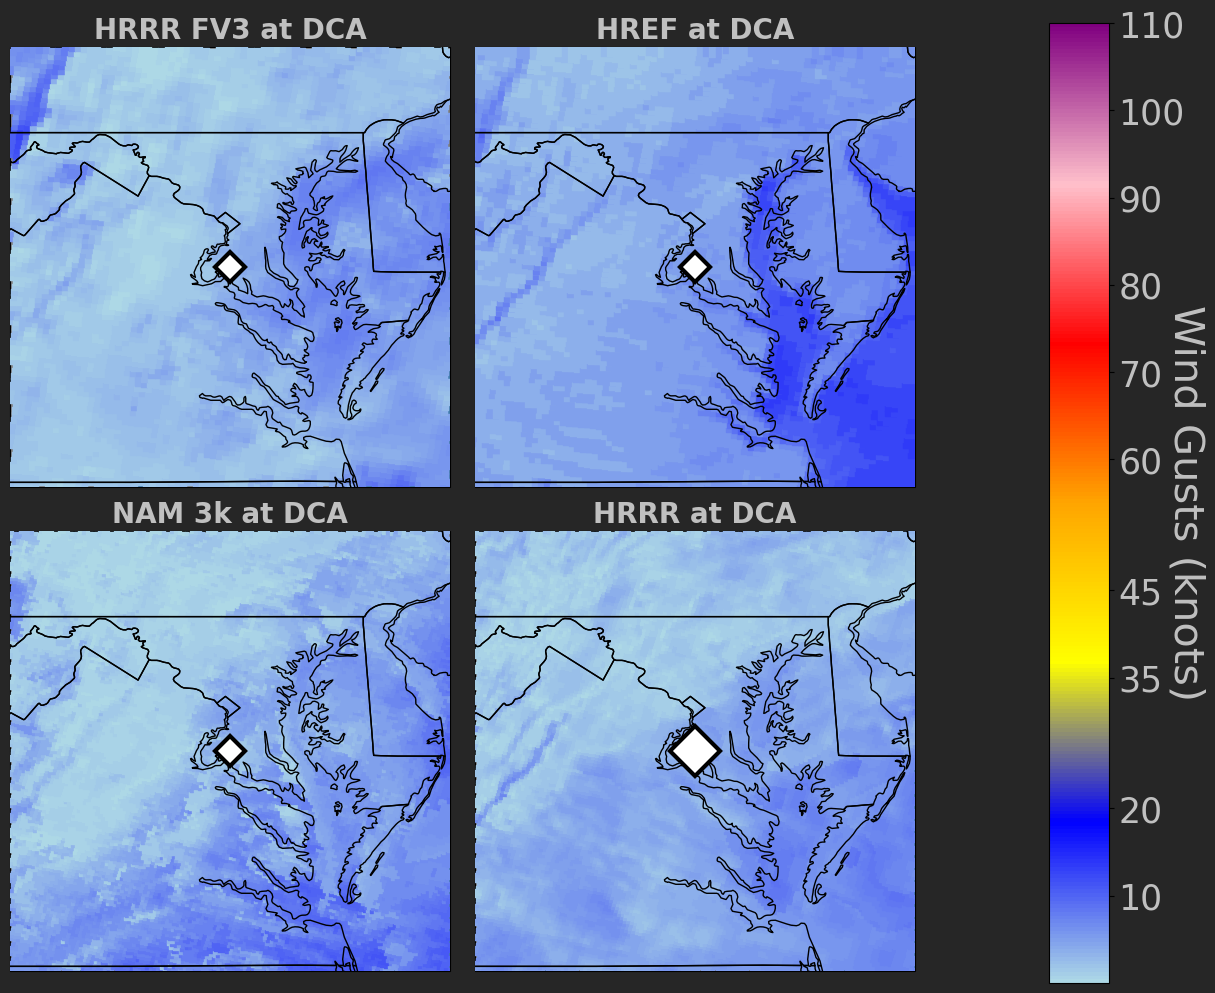 HRRR FV3 at DCA
HREF at DCA
NAM 3k at DCA
HRRR at DCA
110
100
90
80
70
60
45
35
20
10
Wind Gusts (knots)